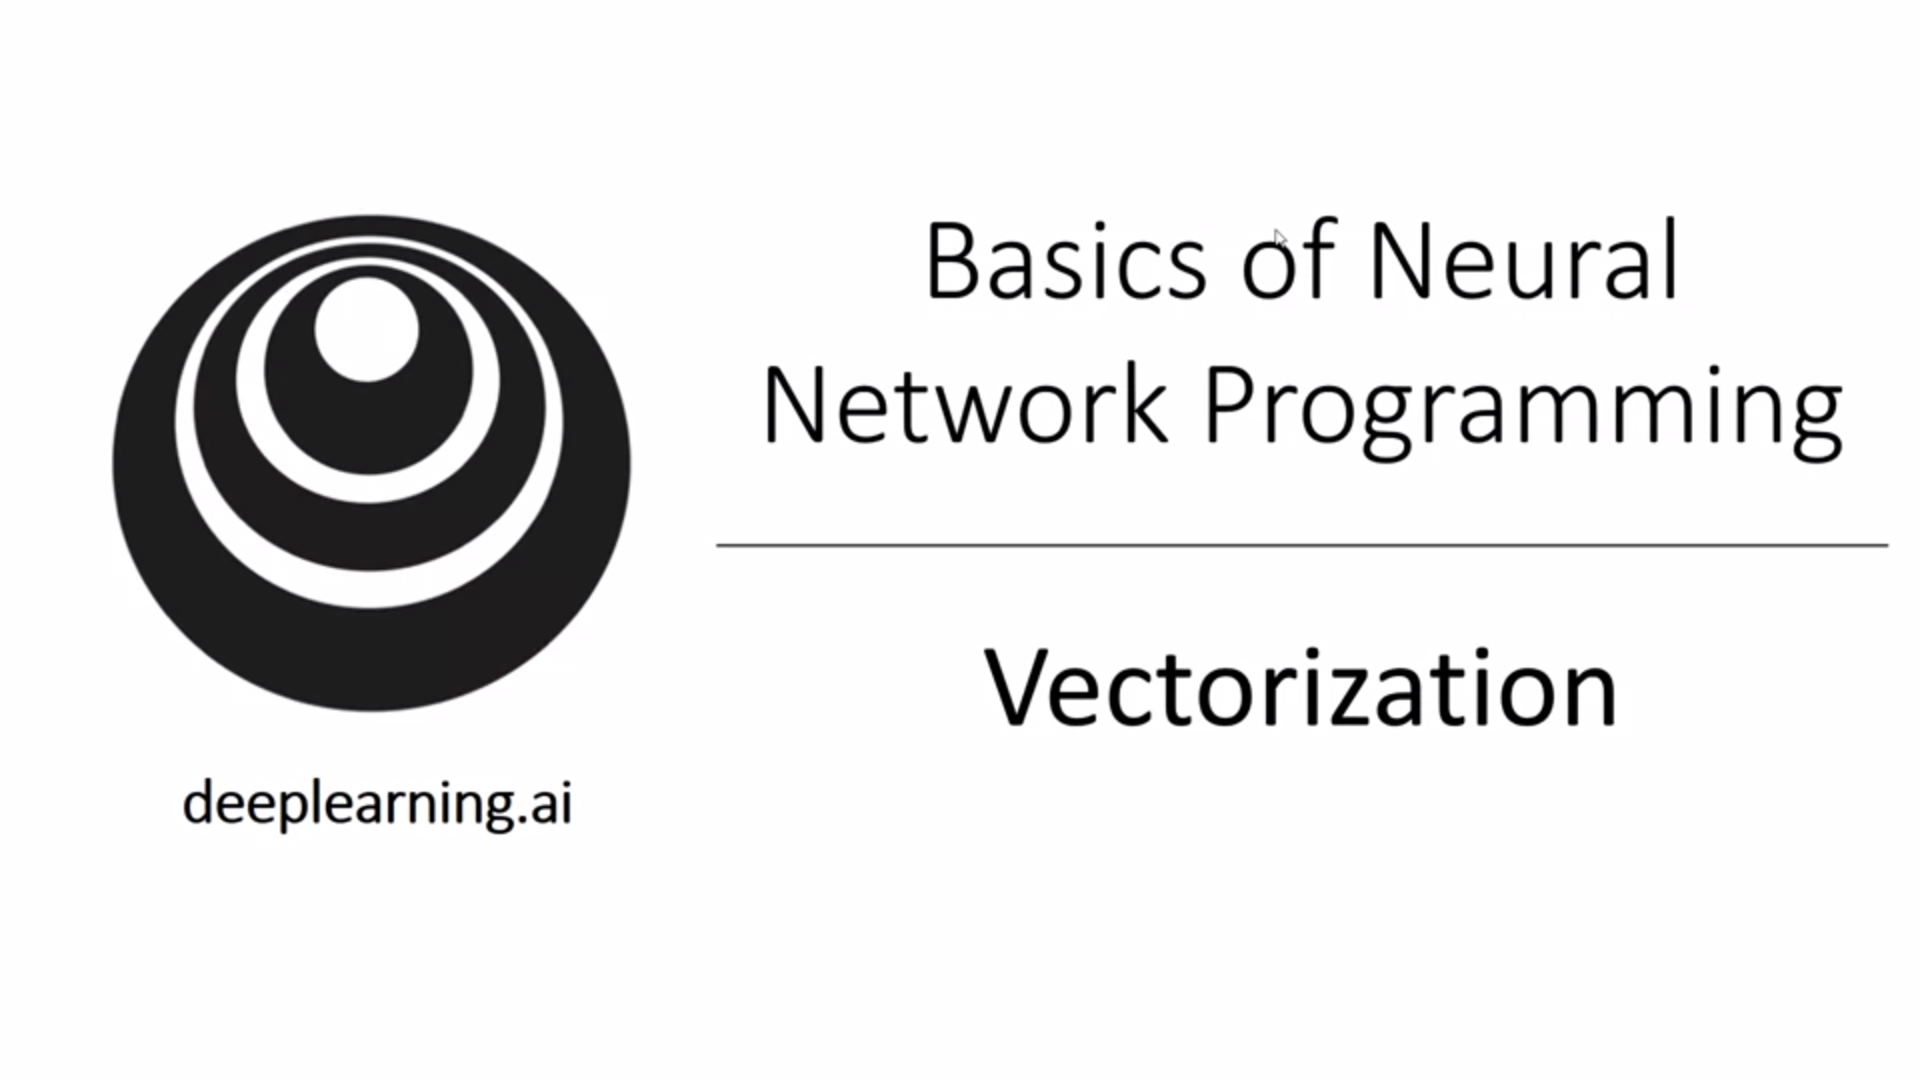 Basics of Neural
Network Programming
Vectorization
deeplearning.ai